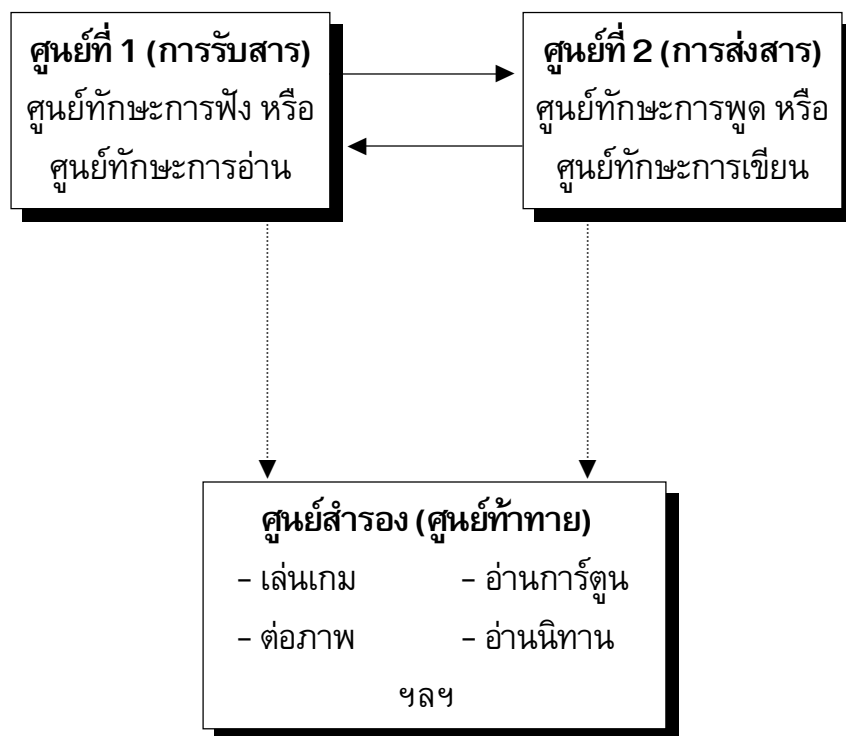 ศูนย์ที่ 1 (การรับสาร)
ศูนย์ทักษะการฟัง หรือ
ศูนย์ทักษะการอ่าน
ศูนย์ที่ 2 (การส่งสาร)
ศูนย์ทักษะการพูด หรือ
ศูนย์ทักษะการเขียน
ศูนย์สำรอง (ศูนย์ท้าทาย)
– เล่นเกม – อ่านการ์ตูน
– ต่อภาพ – อ่านนิทาน
ฯลฯ